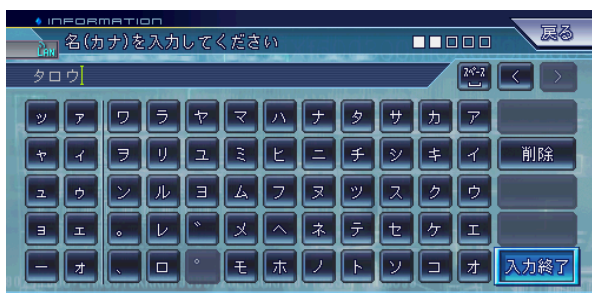 INFORMATION
LAN 名(カナ)を入力してください 戻る
タロウ スペース < >
ッ ァ ワ ラ ヤ マ ハ ナ タ サ カ ア
ャ ィ ヲ リ ユ ミ ヒ ニ チ シ キ イ 削除
ュ ゥ ン ル ヨ ム フ ヌ ツ ス ク ウ
ョ ェ 。 レ ゛ メ ヘ ネ テ セ ケ エ
ー ォ 、 ロ ゜ モ ホ ノ ト ソ コ オ 入力終了